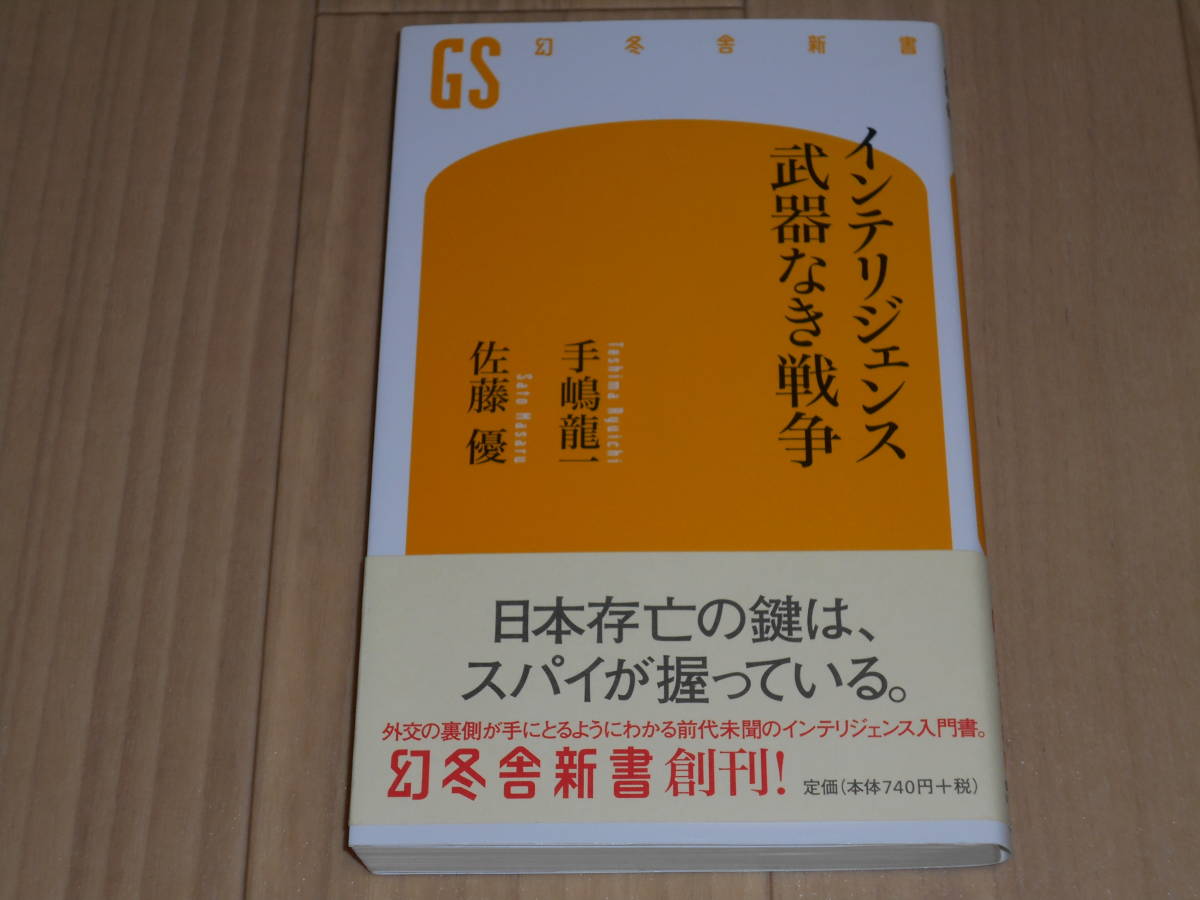 GS
幻冬舎新書
インテリジェンス
武器なき戦争
手嶋龍一
Teshima Ryuichi
佐藤 優
Sato Masaru
日本存亡の鍵は、
スパイが握っている。
外交の裏側が手にとるようにわかる前代未聞のインテリジェンス入門書。
幻冬舎新書 創刊!
定価(本体740円+税)